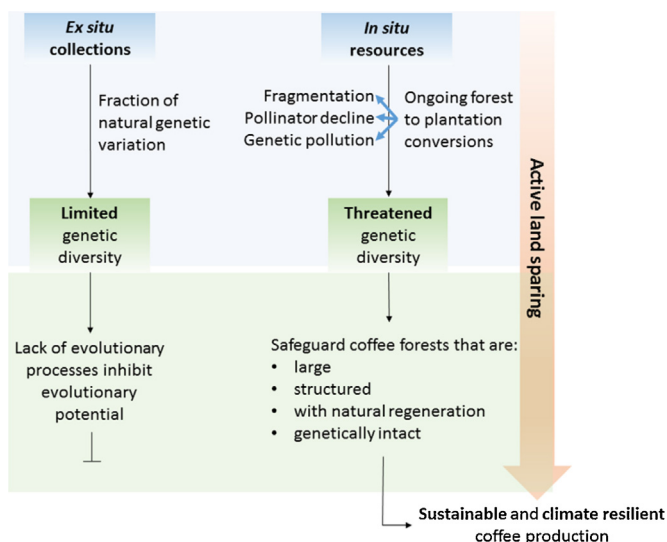 Ex situ
collections
Fraction of
natural genetic
variation
Limited
genetic
diversity
Lack of evolutionary
processes inhibit
evolutionary
potential
In situ
resources
Fragmentation
Pollinator decline
Genetic pollution
Ongoing forest
to plantation
conversions
Threatened
genetic
diversity
Safeguard coffee forests that are:
• large
• structured
• with natural regeneration
• genetically intact
Active land sparing
Sustainable and climate resilient
coffee production